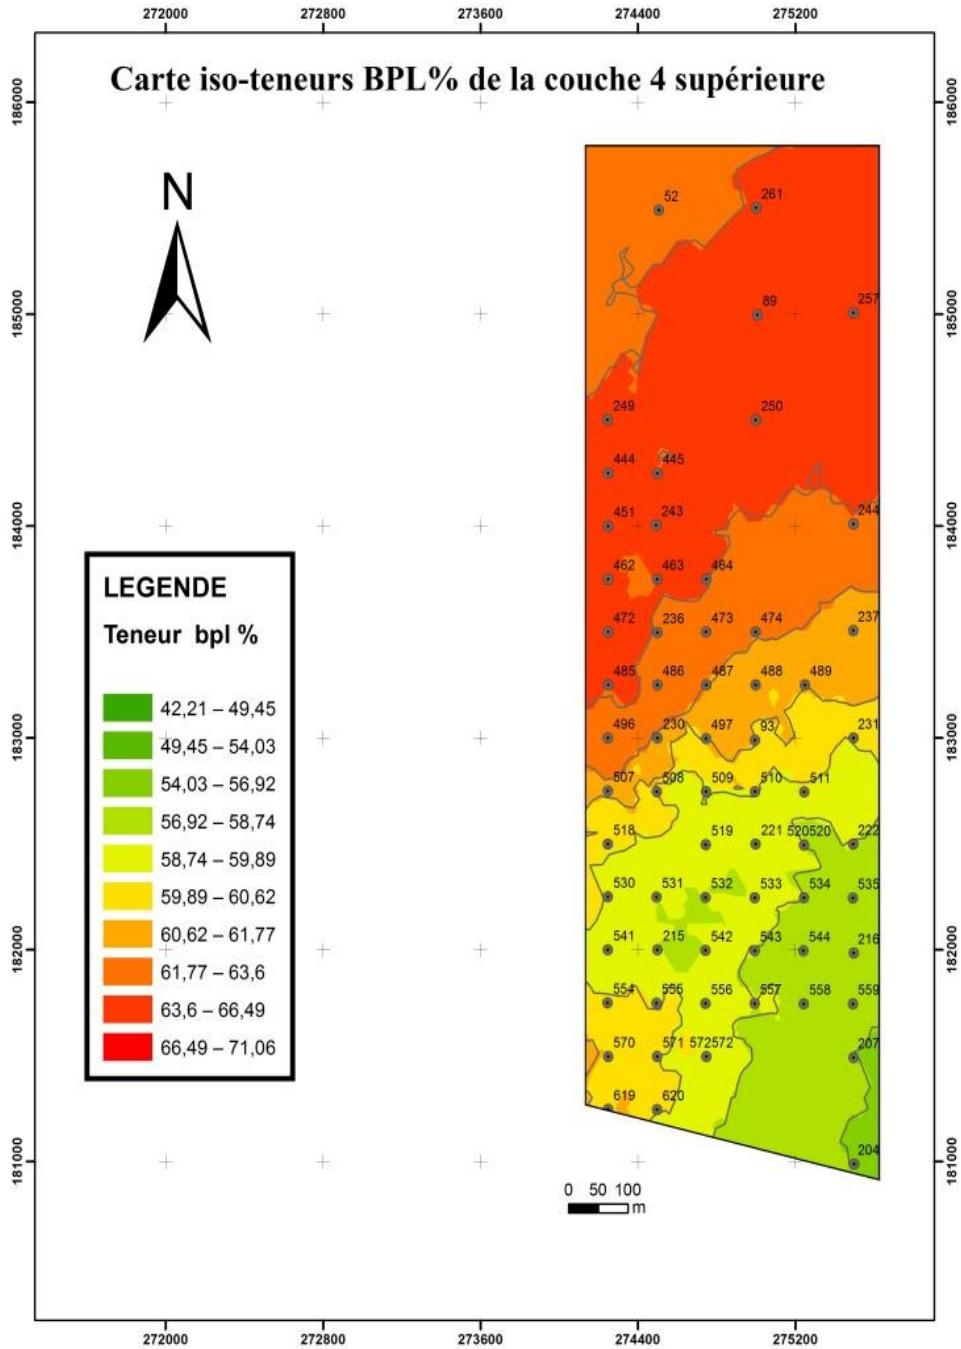 272000 272800 273600 274400 275200
Carte iso-teneurs BPL% de la couche 4 supérieure
186000 186000
N
52 261
185000 89 257 185000
249 250
444 445
184000 451 243 244 184000
462 463 464
472 236 473 474 237
485 486 487 488 489
183000 496 230 497 93 231 183000
507 508 509 510 511
518 519 221 520520 222
530 531 532 533 534 535
182000 541 215 542 543 544 216 182000
554 555 556 557 558 559
570 571 572572 207
619 620
181000 204 181000
LEGENDE
Teneur bpl %
42,21 – 49,45
49,45 – 54,03
54,03 – 56,92
56,92 – 58,74
58,74 – 59,89
59,89 – 60,62
60,62 – 61,77
61,77 – 63,6
63,6 – 66,49
66,49 – 71,06
0 50 100
m
272000 272800 273600 274400 275200